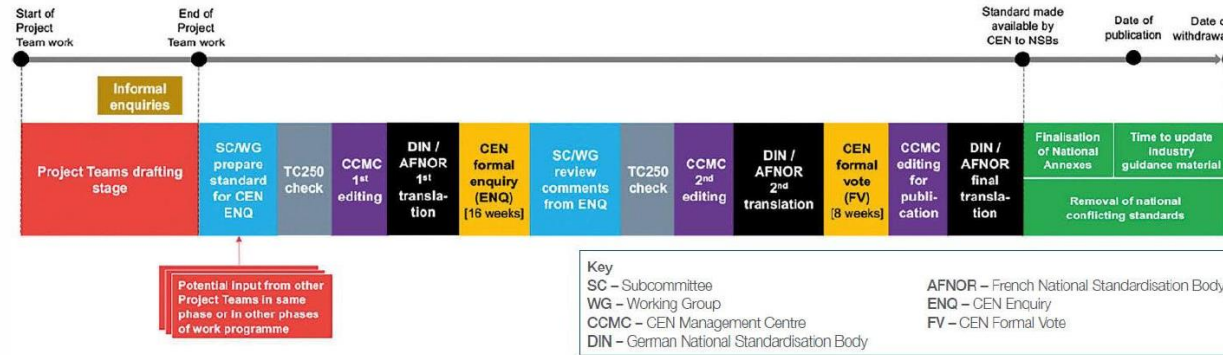 Start of
Project
Team work
End of
Project
Team work
Standard made
available by
CEN to NSBs
Date of
publication
Date o
withdrawa
Informal
enquiries
Project Teams drafting
stage
SC/WG
prepare
standard
for CEN
ENQ
TC250
check
CCMC
1st
editing
DIN /
AFNOR
1st
transla-
tion
CEN
formal
enquiry
(ENQ)
[16 weeks]
SC/WG
review
comments
from ENQ
TC250
check
CCMC
2nd
editing
DIN /
AFNOR
2nd
translation
CEN
formal
vote
(FV)
[8 weeks]
CCMC
editing
for
publi-
cation
DIN /
AFNOR
final
transla-
tion
Finalisation
of National
Annexes
Time to update
industry
guidance material
Removal of national
conflicting standards
Potential input from other
Project Teams in same
phase or in other phases
of work programme
Key
SC – Subcommittee
WG – Working Group
CCMC – CEN Management Centre
DIN – German National Standardisation Body
AFNOR – French National Standardisation Body
ENQ – CEN Enquiry
FV – CEN Formal Vote